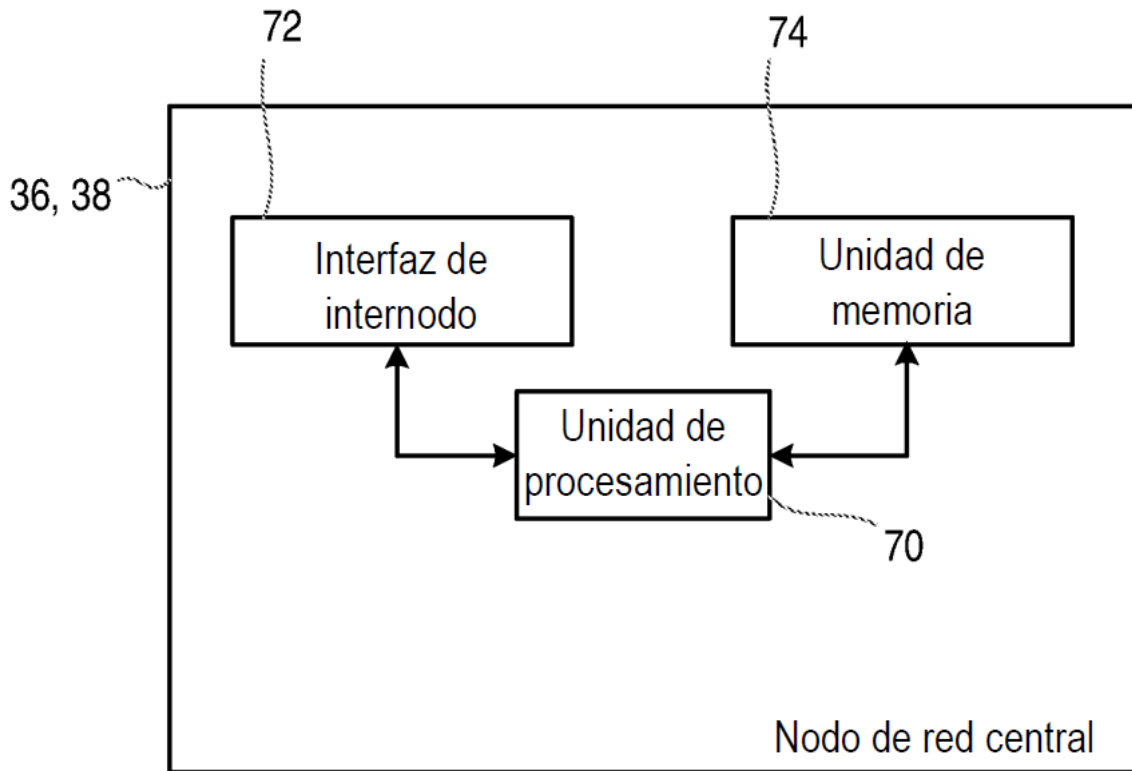 72
74
36, 38
Interfaz de
internodo
Unidad de
memoria
Unidad de
procesamiento
70
Nodo de red central